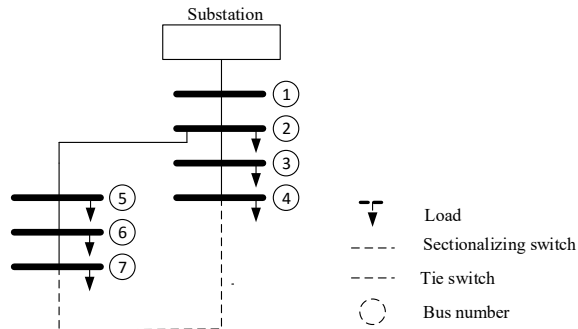 Substation
1
2
3
4
5
6
7
Load
Sectionalizing switch
Tie switch
Bus number